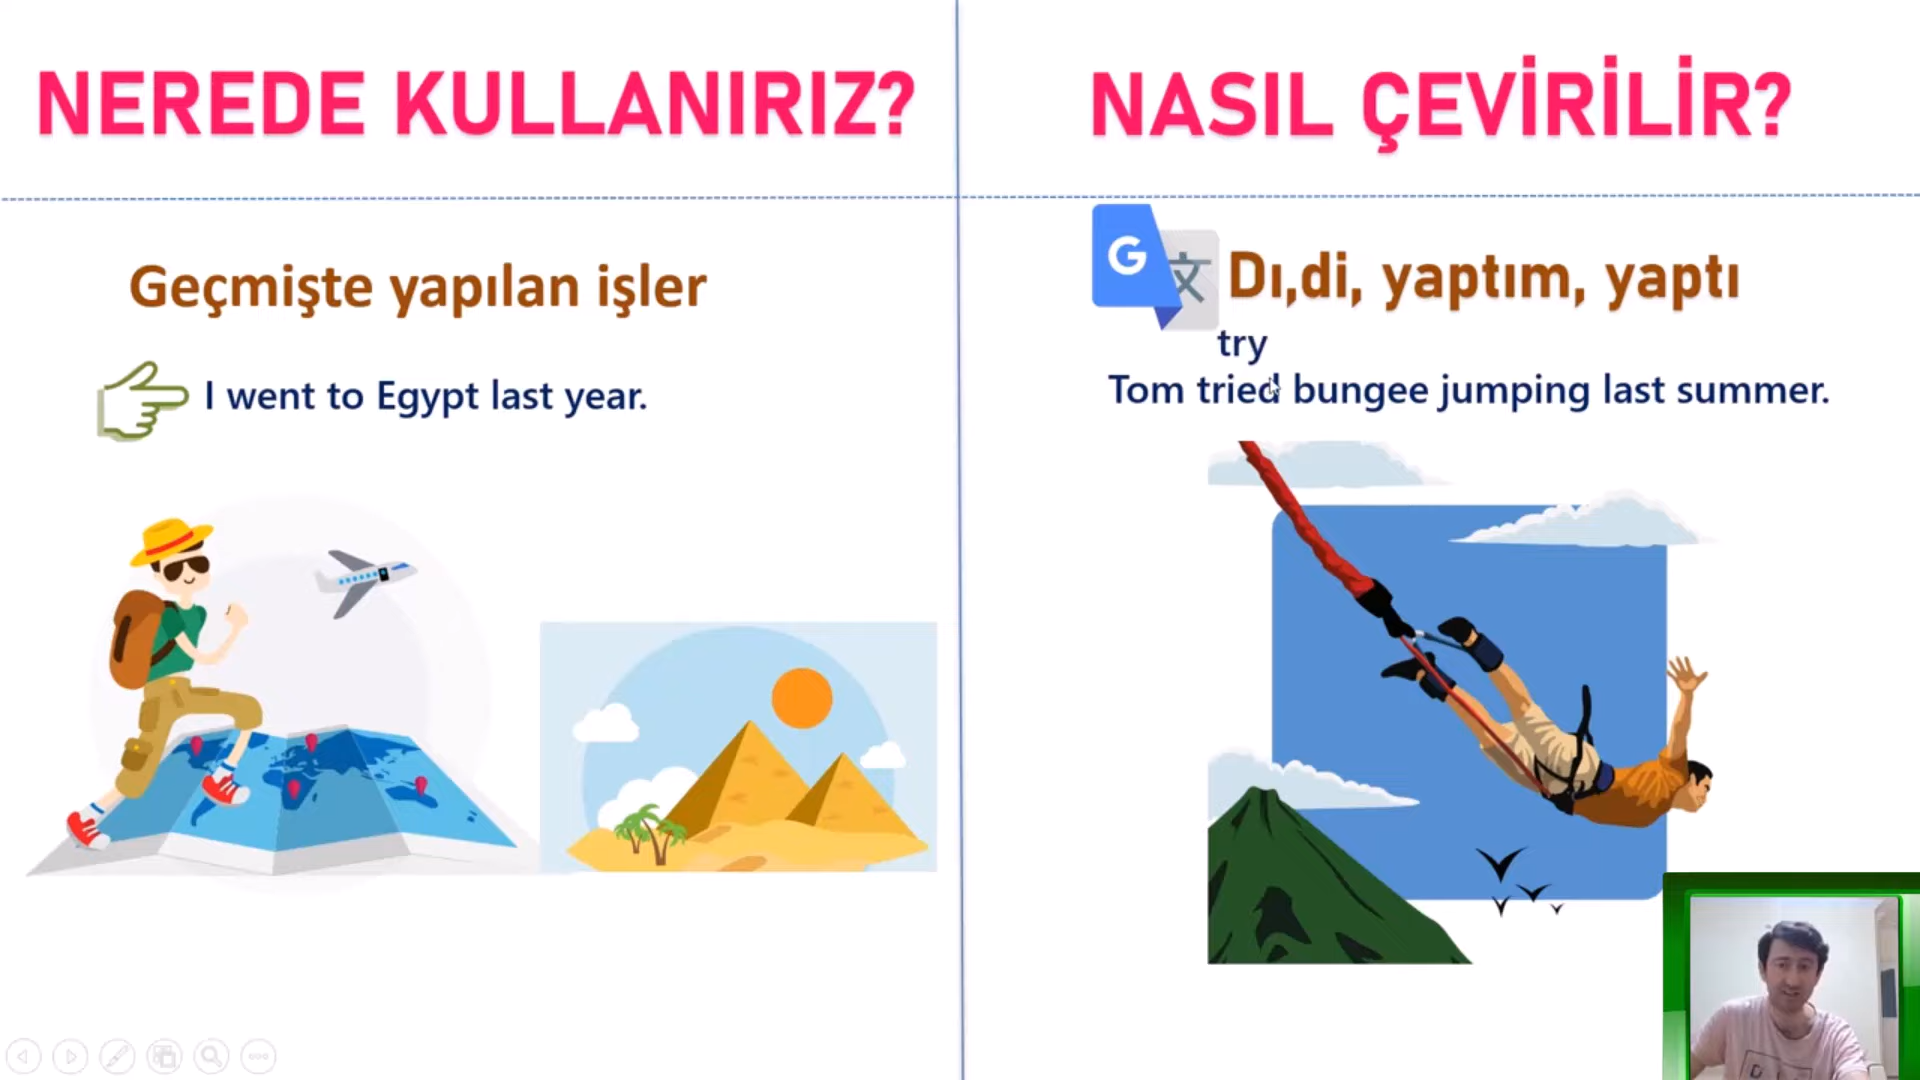 NEREDE KULLANIRIZ?
Geçmişte yapılan işler
I went to Egypt last year.
NASIL ÇEVİRİLİR?
G 文
Dı,di, yaptım, yaptı
try
Tom tried bungee jumping last summer.